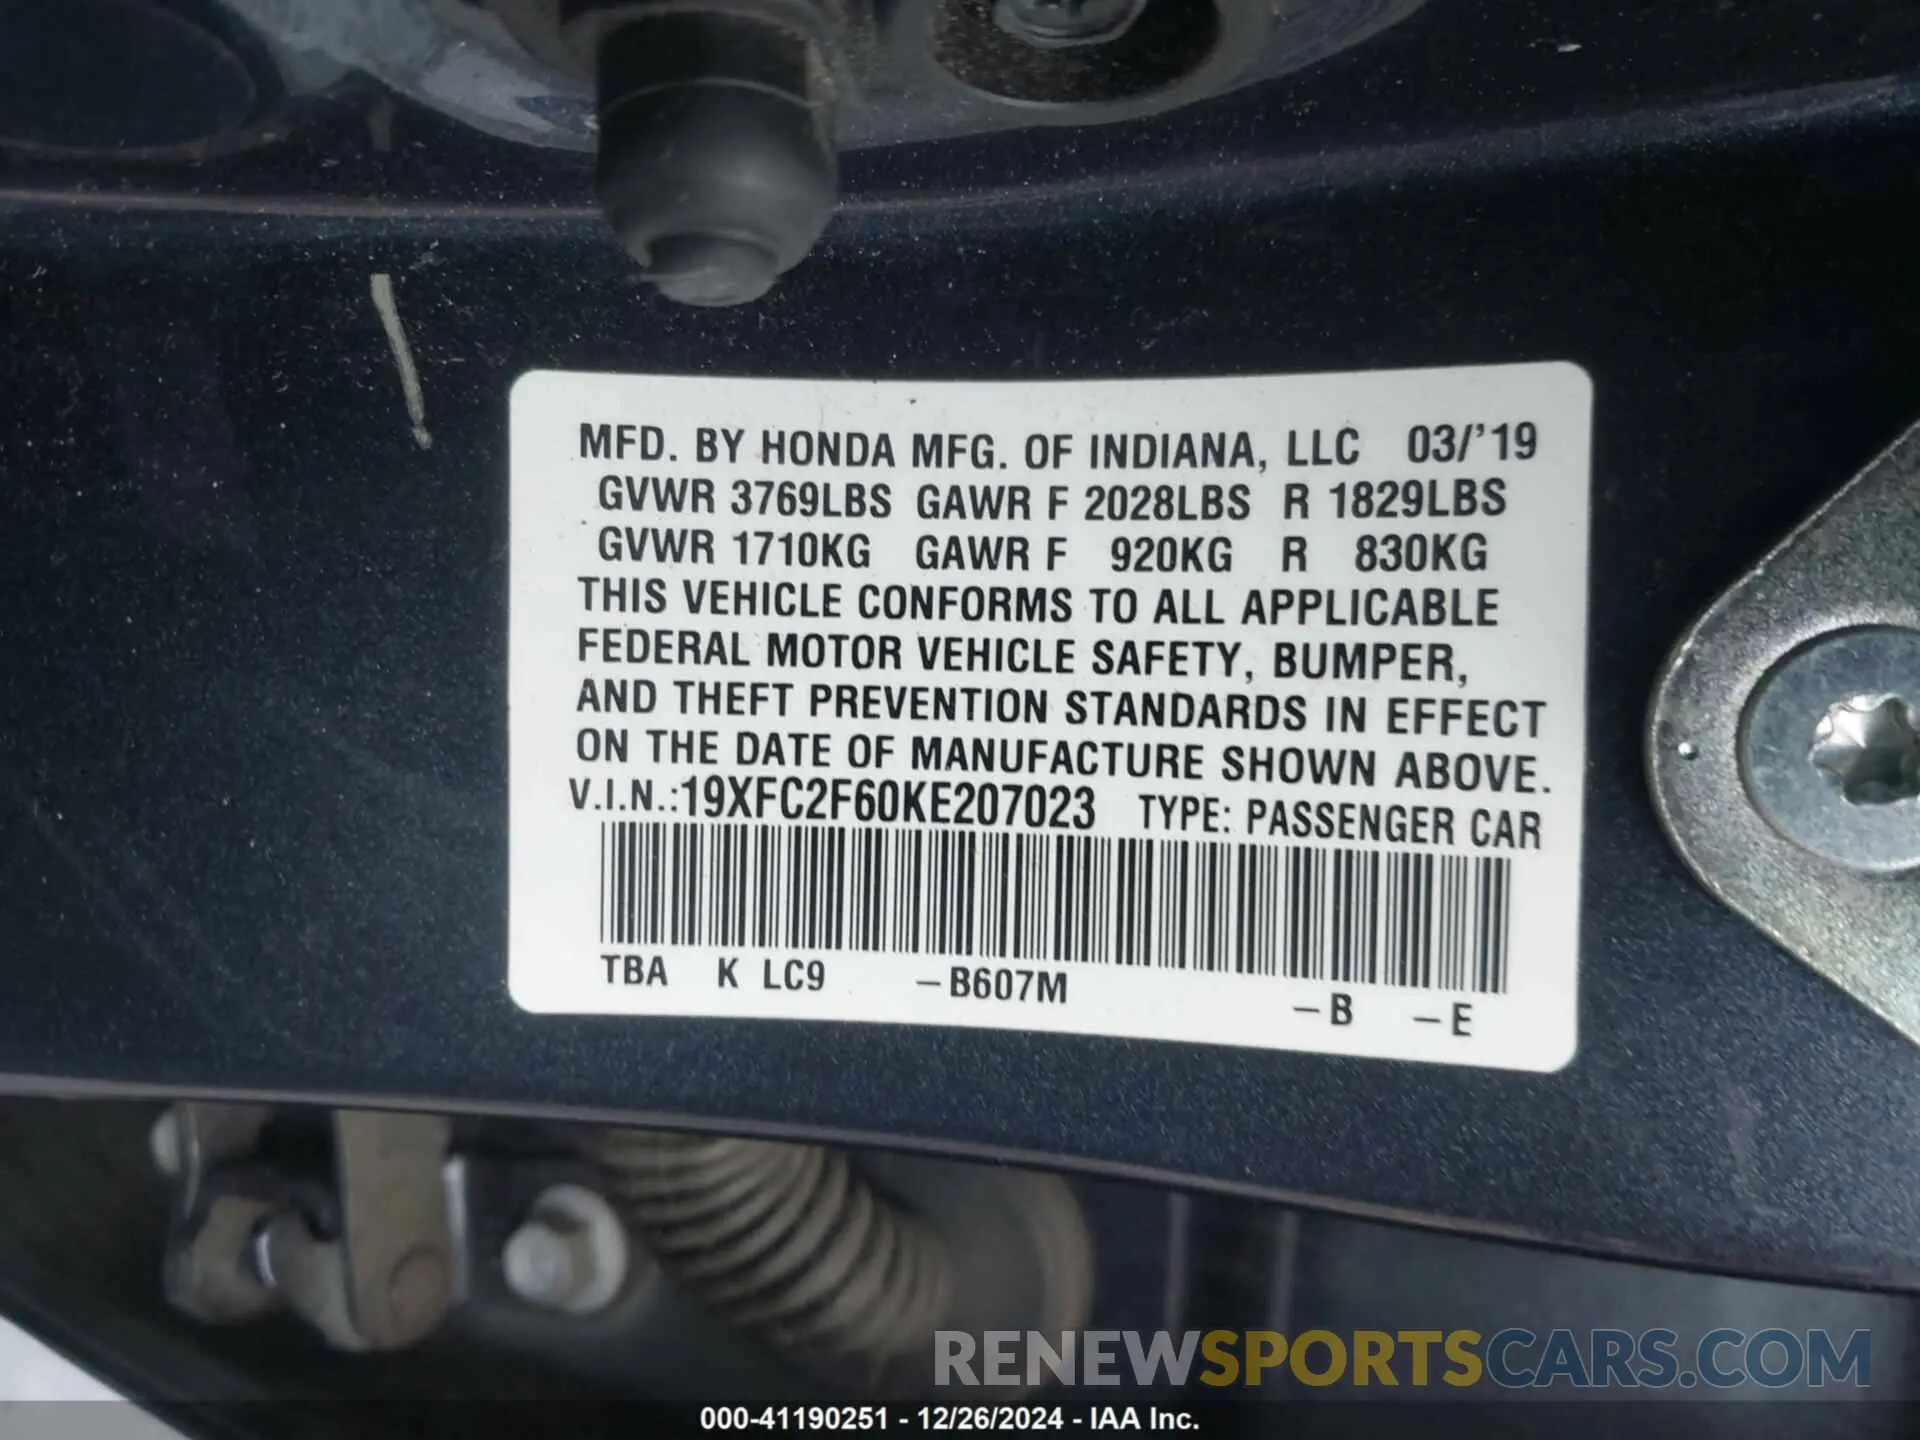 MFD. BY HONDA MFG. OF INDIANA, LLC 03/'19
GVWR 3769LBS GAWR F 2028LBS R 1829LBS
GVWR 1710KG GAWR F 920KG R 830KG
THIS VEHICLE CONFORMS TO ALL APPLICABLE
FEDERAL MOTOR VEHICLE SAFETY, BUMPER,
AND THEFT PREVENTION STANDARDS IN EFFECT
ON THE DATE OF MANUFACTURE SHOWN ABOVE.
V.I.N.:19XFC2F60KE207023 TYPE: PASSENGER CAR
TBA K LC9 –B607M –B –E
RENEWSPORTSCARS.COM
000-41190251 - 12/26/2024 - IAA Inc.